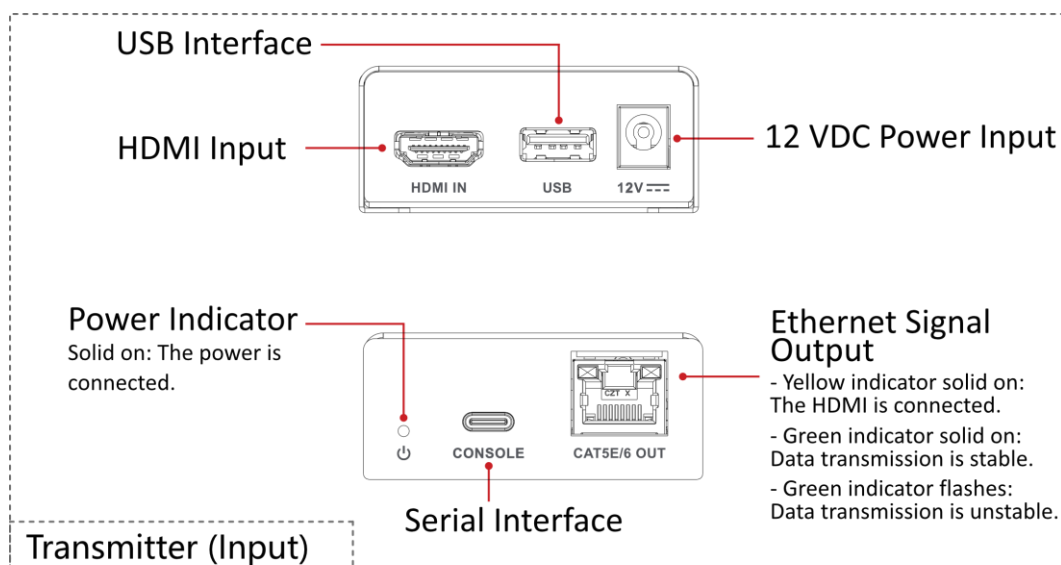 USB Interface
HDMI Input
12 VDC Power Input
HDMI IN
USB
12V
Power Indicator
Solid on: The power is
connected.
CZT X
CONSOLE
CAT5E/6 OUT
Serial Interface
Ethernet Signal
Output
- Yellow indicator solid on:
The HDMI is connected.
- Green indicator solid on:
Data transmission is stable.
- Green indicator flashes:
Data transmission is unstable.
Transmitter (Input)